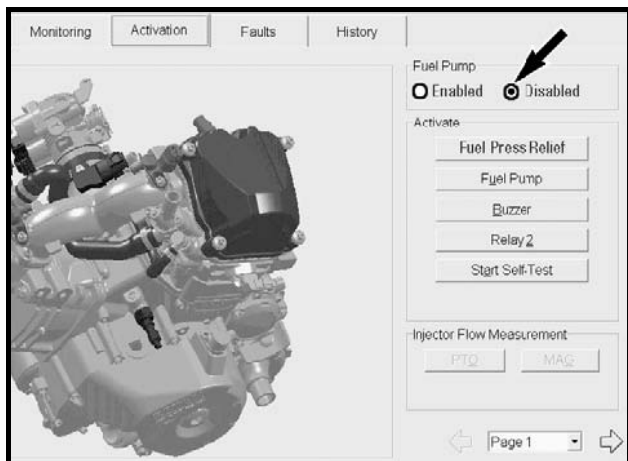 Monitoring Activation Faults History
Fuel Pump
Enabled Disabled
Activate
Fuel Press Relief
Fuel Pump
Buzzer
Relay 2
Start Self-Test
Injector Flow Measurement
PTO MAG
Page 1